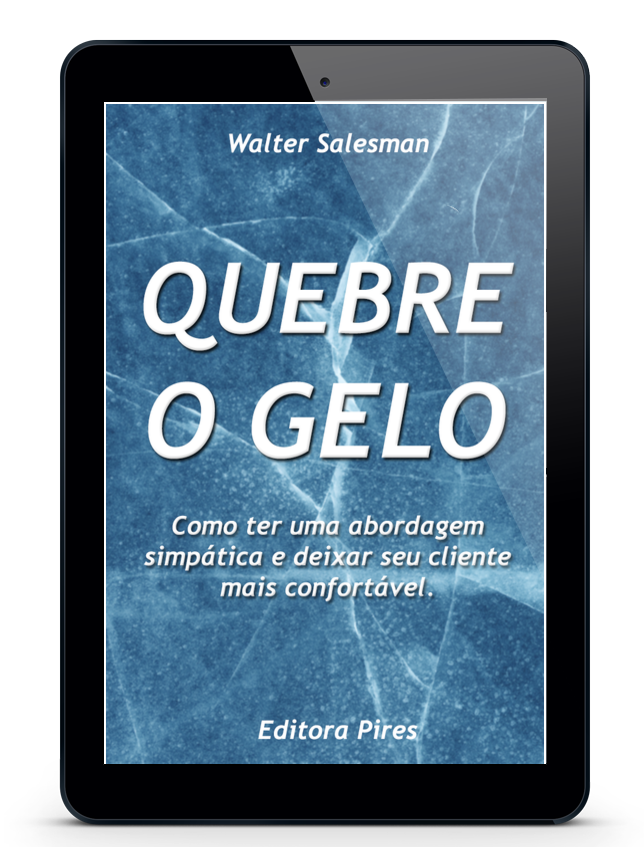 Walter Salesman
QUEBRE
O GELO
Como ter uma abordagem
simpática e deixar seu cliente
mais confortável.
Editora Pires